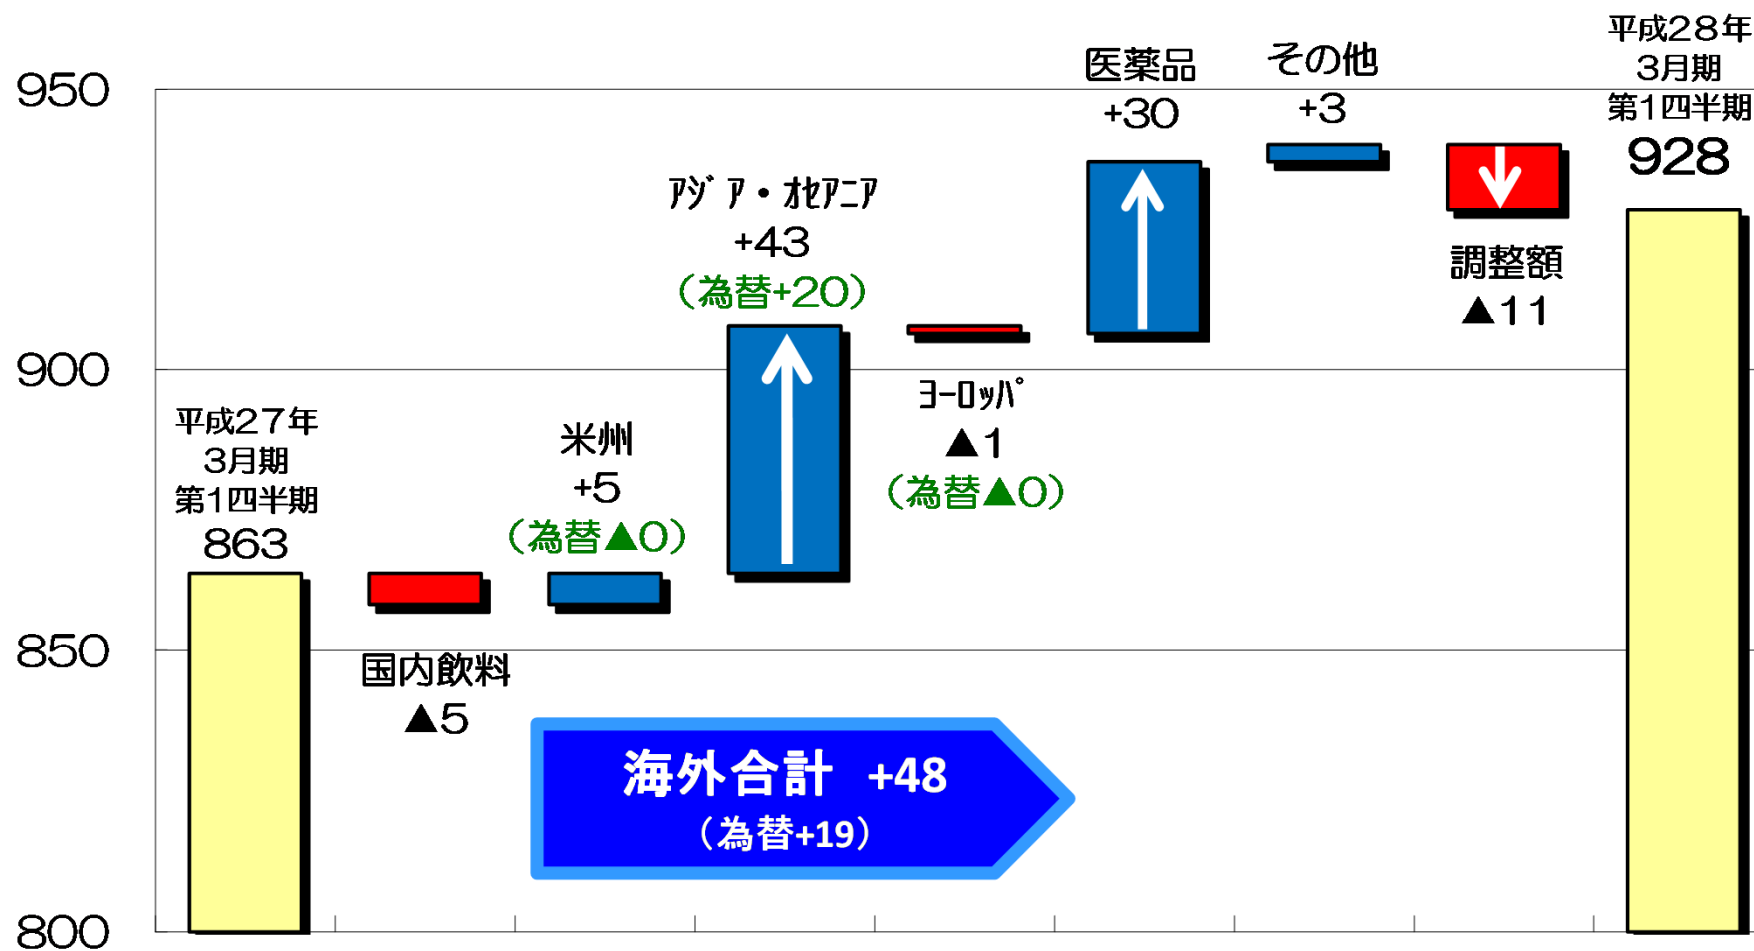 950
900
850
800
平成27年
3月期
第1四半期
863
国内飲料
▲5
米州
+5
（為替▲0）
ｱｼﾞｱ・ｵｾｱﾆｱ
+43
（為替+20）
ﾖｰﾛｯﾊﾟ
▲1
（為替▲0）
医薬品
+30
その他
+3
調整額
▲11
平成28年
3月期
第1四半期
928
海外合計 +48
（為替+19）